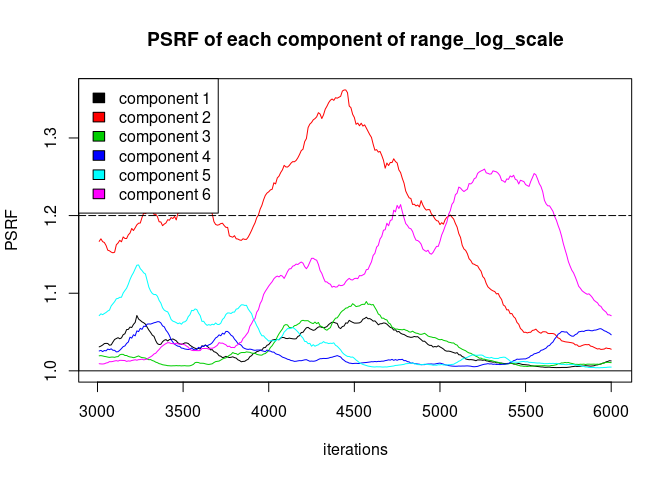 PSRF of each component of range_log_scale
component 1
component 2
component 3
component 4
component 5
component 6
PSRF
1.0
1.1
1.2
1.3
3000 3500 4000 4500 5000 5500 6000
iterations